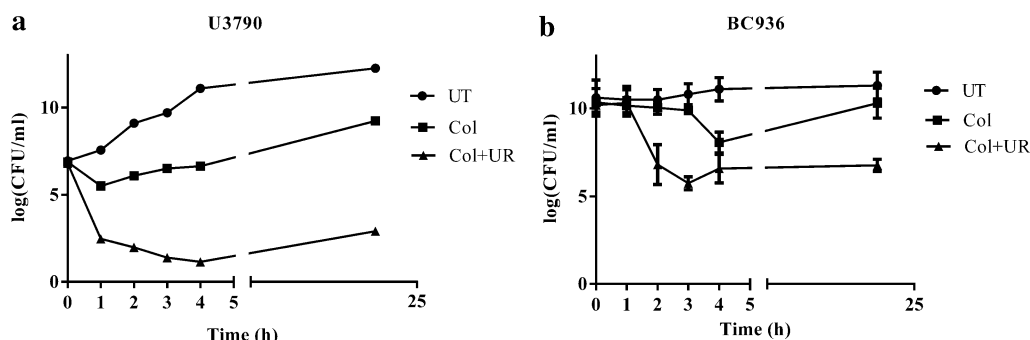 a
U3790
log(CFU/ml)
10
5
0
0 1 2 3 4 5 25
Time (h)
UT
Col
Col+UR
b
BC936
log(CFU/ml)
10
5
0
0 1 2 3 4 5 25
Time (h)
UT
Col
Col+UR